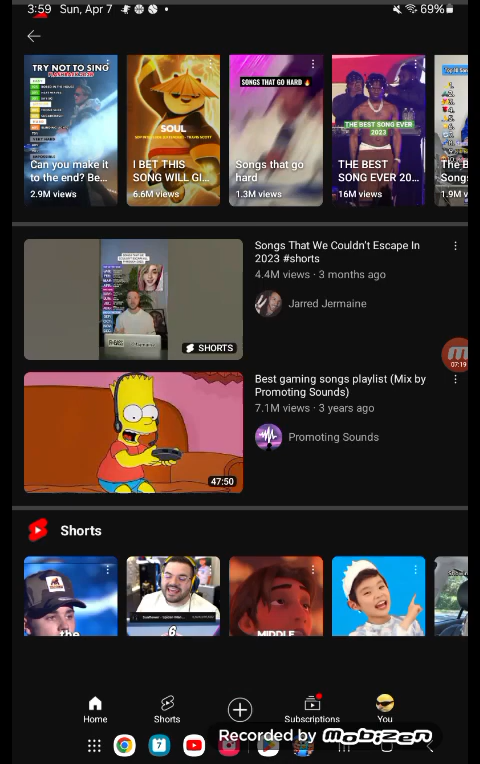 3:59 Sun, Apr 7
69%
TRY NOT TO SING
Can you make it
to the end? Be...
2.9M views
SOUL
I BET THIS
SONG WILL GI...
6.6M views
SONGS THAT GO HARD 🔥
Songs that go
hard
1.3M views
THE BEST SONG EVER
2023
THE BEST
SONG EVER 20...
16M views
THE B
Song
1.9M v
Songs That We Couldn't Escape In
2023 #shorts
4.4M views · 3 months ago
Jarred Jermaine
SHORTS
07:19
Best gaming songs playlist (Mix by
Promoting Sounds)
7.1M views · 3 years ago
Promoting Sounds
47:50
Shorts
the
6
MIDDLE
Home
Shorts
Subscriptions
You
7
Recorded by Mobizen